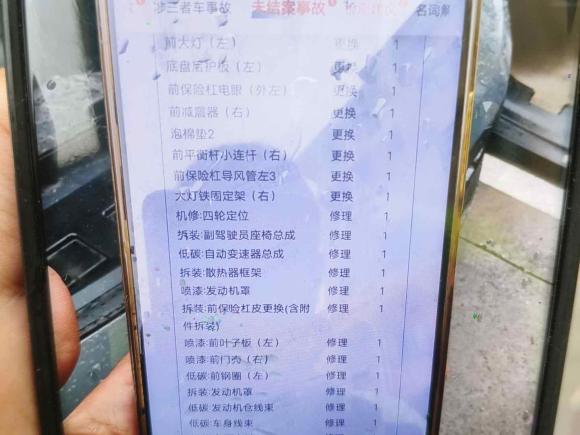 涉三者车事故 未结案事故 名词解
前大灯（左） 更换 1
底盘底护板（左） 更换 1
前保险杠电眼（外左） 更换 1
前减震器（右） 更换 1
泡棉垫2 更换 1
前平衡杆小连杆（右） 更换 1
前保险杠导风管左3 更换 1
大灯铁固定架（右） 更换 1
机修:四轮定位 修理 1
拆装:副驾驶员座椅总成 修理 1
低碳:自动变速器总成 修理 1
拆装:散热器框架 修理 1
喷漆:发动机罩 修理 1
拆装:前保险杠皮更换(含附 修理 1
件拆装)
喷漆:前叶子板（左） 修理 1
喷漆:前门壳（右） 修理 1
低碳:前钢圈（左） 修理 1
拆装:发动机罩 修理 1
低碳:发动机仓线束 修理 1
低碳:车身线束 修理 1
修理